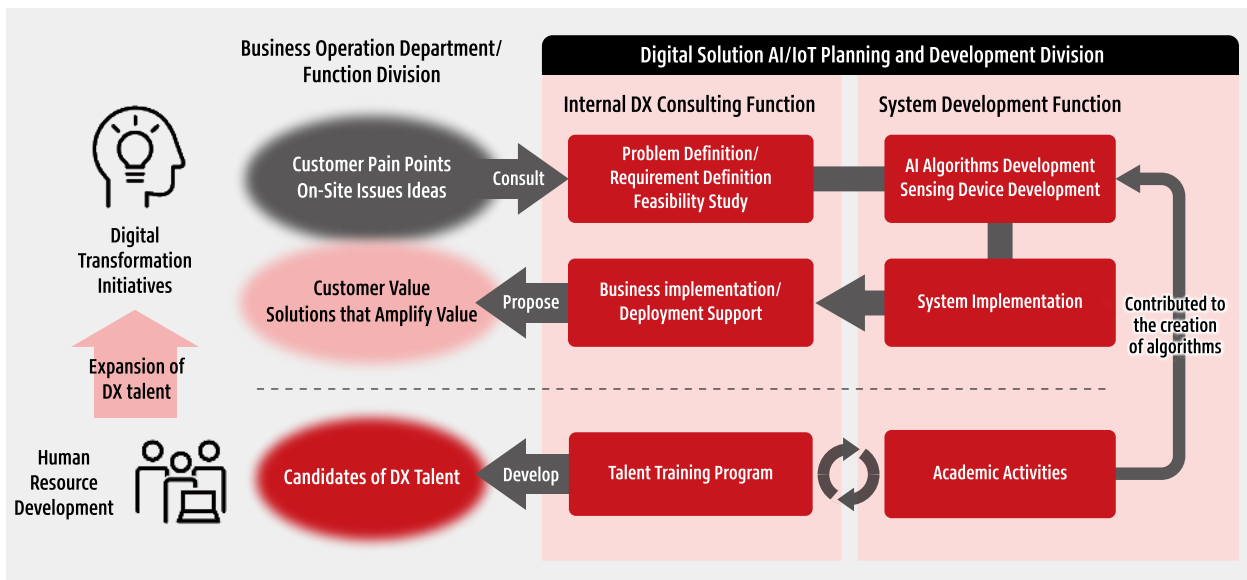 Business Operation Department/
Function Division
Digital Solution AI/IoT Planning and Development Division
Internal DX Consulting Function
System Development Function
Digital
Transformation
Initiatives
Customer Pain Points
On-Site Issues Ideas
Consult
Problem Definition/
Requirement Definition
Feasibility Study
AI Algorithms Development
Sensing Device Development
Customer Value
Solutions that Amplify Value
Propose
Business implementation/
Deployment Support
System Implementation
Contributed to
the creation
of algorithms
Expansion of
DX talent
Human
Resource
Development
Candidates of DX Talent
Develop
Talent Training Program
Academic Activities